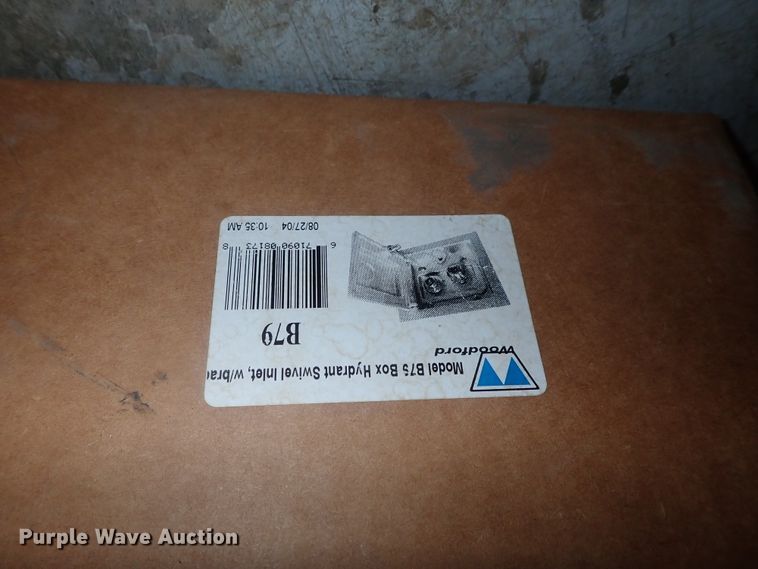 Woodford
Model B75 Box Hydrant Swivel Inlet, w/brac
B79
6 71090 08173 8
08/27/04 10:35 AM
Purple Wave Auction